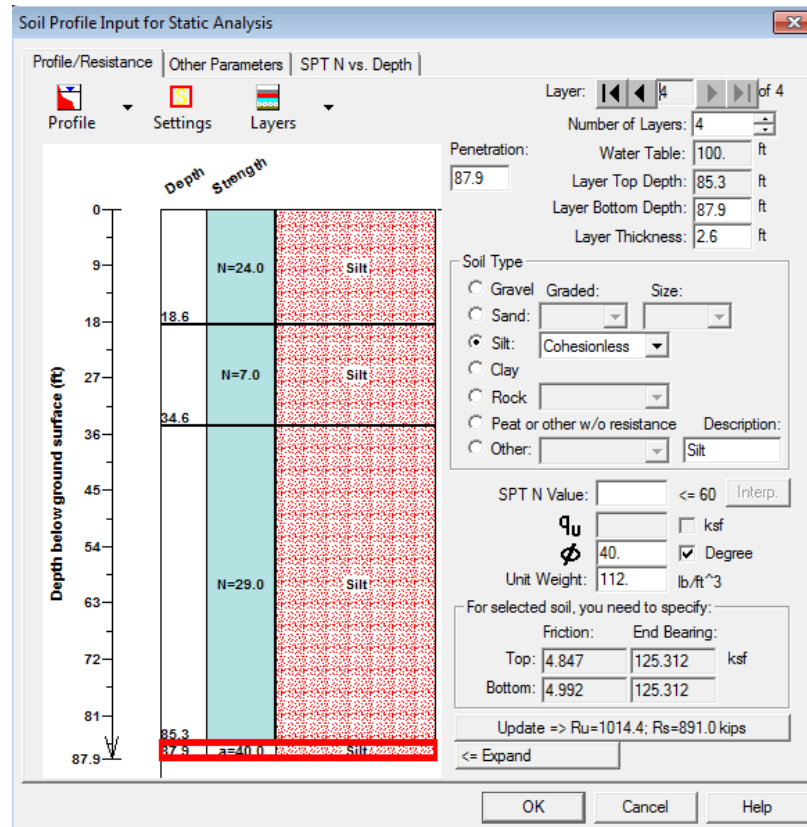 Soil Profile Input for Static Analysis
Profile/Resistance Other Parameters SPT N vs. Depth
Profile Settings Layers
Layer: 4 of 4
Number of Layers: 4
Penetration: 87.9
Water Table: 100. ft
Layer Top Depth: 85.3 ft
Layer Bottom Depth: 87.9 ft
Layer Thickness: 2.6 ft
Depth Strength
Depth below ground surface (ft)
0
9
18
27
36
45
54
63
72
81
87.9
N=24.0 Silt
18.6
N=7.0 Silt
34.6
N=29.0 Silt
85.3
87.9 a=40.0 Silt
Soil Type
Gravel Graded: Size:
Sand:
Silt: Cohesionless
Clay
Rock
Peat or other w/o resistance Description:
Other: Silt
SPT N Value: <= 60 Interp.
qu ksf
ϕ 40. Degree
Unit Weight: 112. lb/ft^3
For selected soil, you need to specify:
Friction: End Bearing:
Top: 4.847 125.312 ksf
Bottom: 4.992 125.312
Update => Ru=1014.4; Rs=891.0 kips
<= Expand
OK Cancel Help